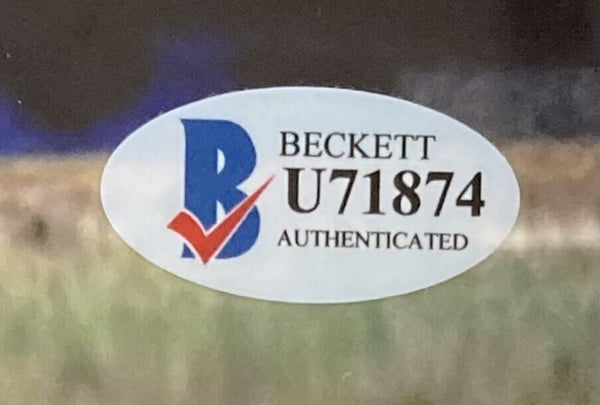 B
BECKETT
U71874
AUTHENTICATED